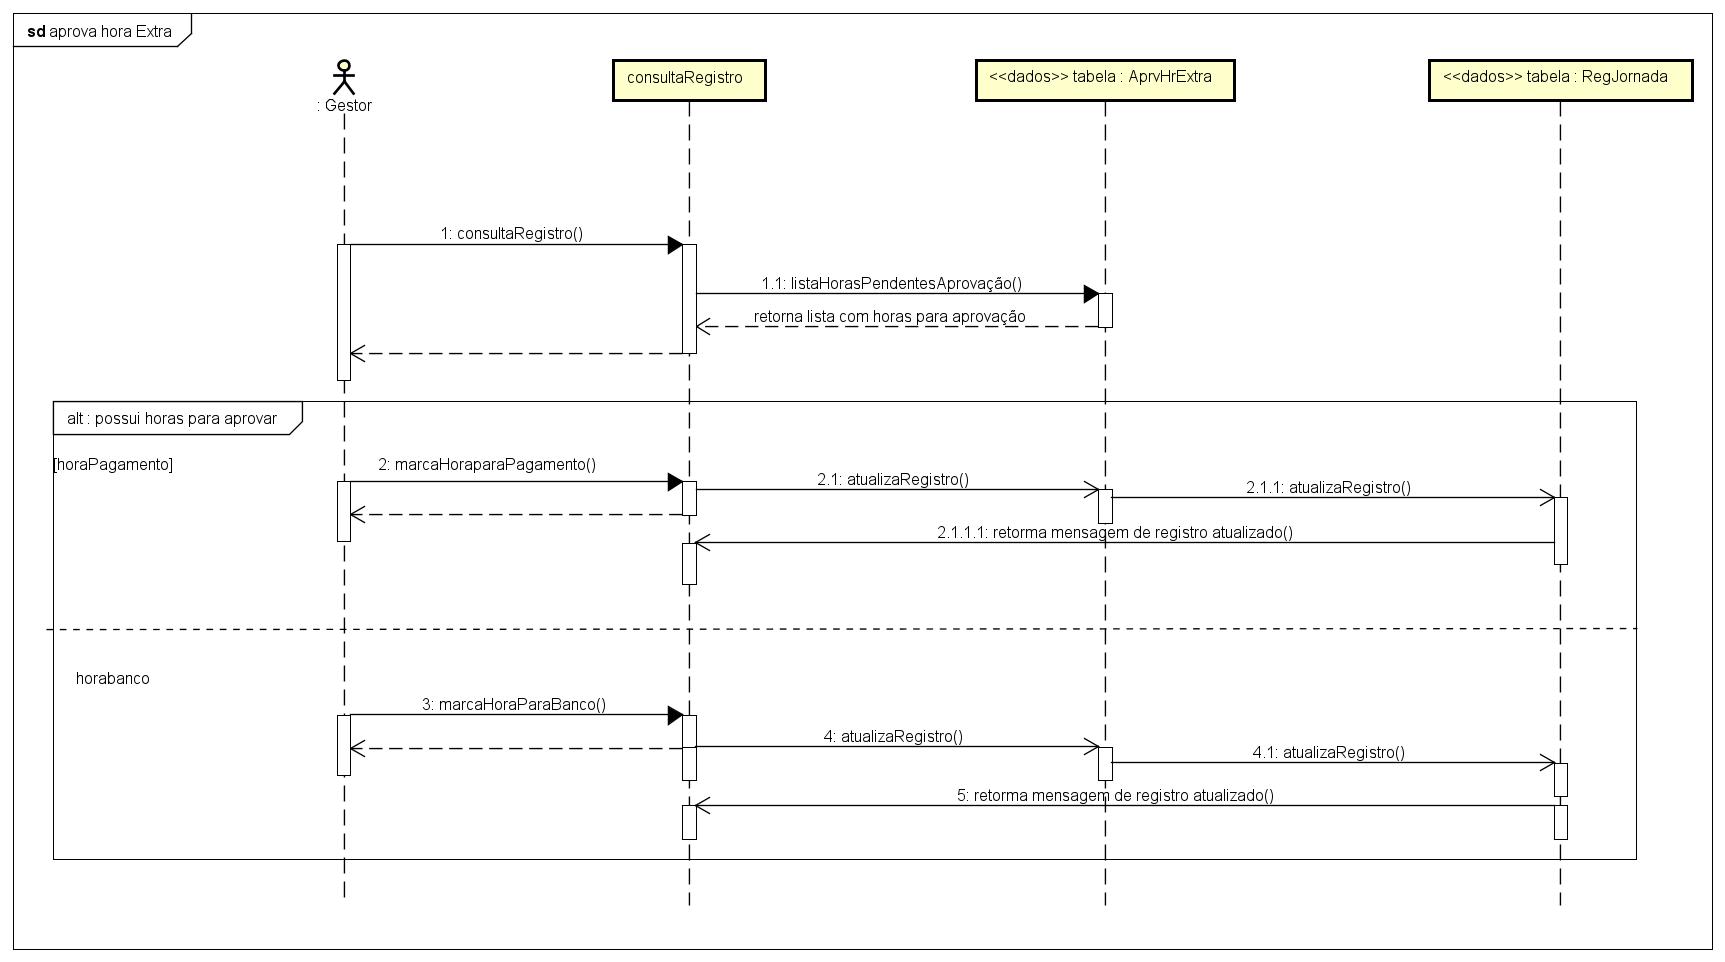 sd aprova hora Extra
: Gestor
consultaRegistro
<<dados>> tabela : AprvHrExtra
<<dados>> tabela : RegJornada
1: consultaRegistro()
1.1: listaHorasPendentesAprovação()
retorna lista com horas para aprovação
alt : possui horas para aprovar
[horaPagamento]
2: marcaHoraparaPagamento()
2.1: atualizaRegistro()
2.1.1: atualizaRegistro()
2.1.1.1: retorma mensagem de registro atualizado()
horabanco
3: marcaHoraParaBanco()
4: atualizaRegistro()
4.1: atualizaRegistro()
5: retorma mensagem de registro atualizado()